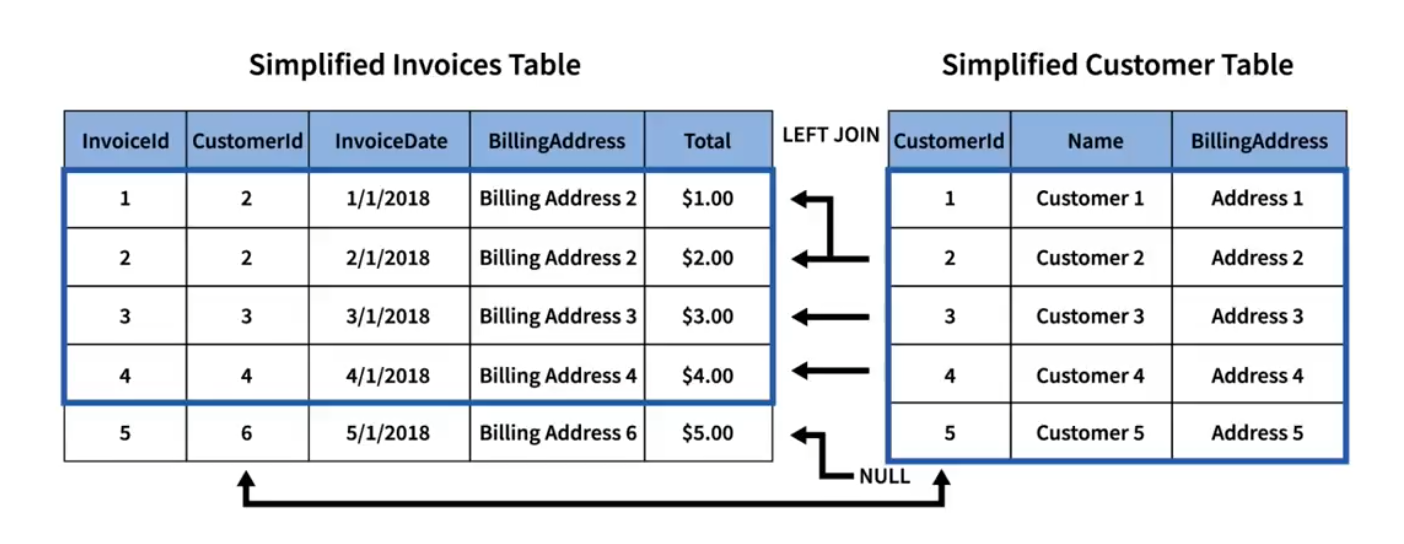 Simplified Invoices Table
Simplified Customer Table
InvoiceId CustomerId InvoiceDate BillingAddress Total LEFT JOIN CustomerId Name BillingAddress
1 2 1/1/2018 Billing Address 2 $1.00 1 Customer 1 Address 1
2 2 2/1/2018 Billing Address 2 $2.00 2 Customer 2 Address 2
3 3 3/1/2018 Billing Address 3 $3.00 3 Customer 3 Address 3
4 4 4/1/2018 Billing Address 4 $4.00 4 Customer 4 Address 4
5 6 5/1/2018 Billing Address 6 $5.00 5 Customer 5 Address 5
NULL